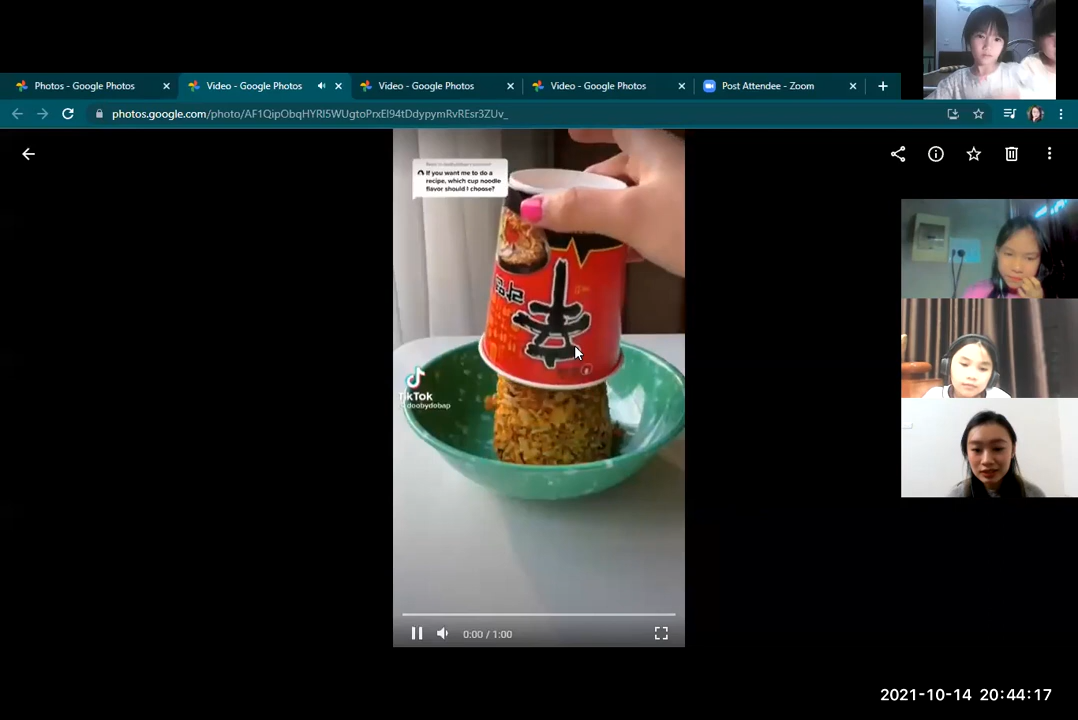 Photos - Google Photos
Video - Google Photos
Video - Google Photos
Video - Google Photos
Post Attendee - Zoom
photos.google.com/photo/AF1QipObqHYRl5WUgtoPrxEl94tDdypymRvREsr3ZUv_
If you want me to do a
recipe, which cup noodle
flavor should I choose?
辛
TikTok
doobydobap
0:00 / 1:00
2021-10-14 20:44:17